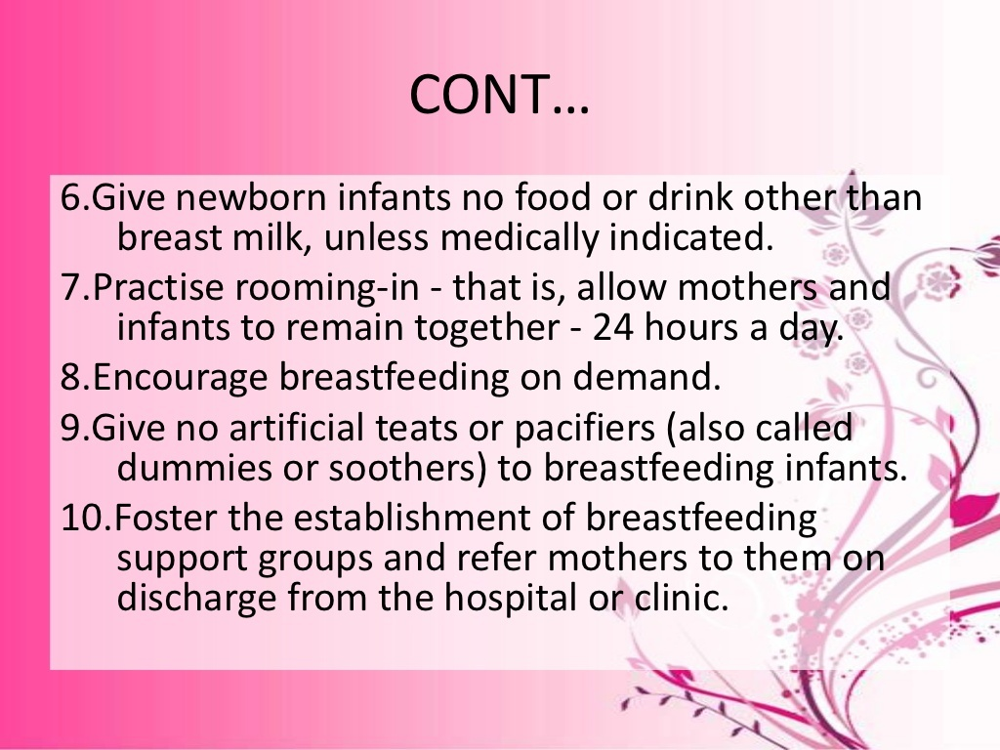 CONT…
6.Give newborn infants no food or drink other than
breast milk, unless medically indicated.
7.Practise rooming-in - that is, allow mothers and
infants to remain together - 24 hours a day.
8.Encourage breastfeeding on demand.
9.Give no artificial teats or pacifiers (also called
dummies or soothers) to breastfeeding infants.
10.Foster the establishment of breastfeeding
support groups and refer mothers to them on
discharge from the hospital or clinic.